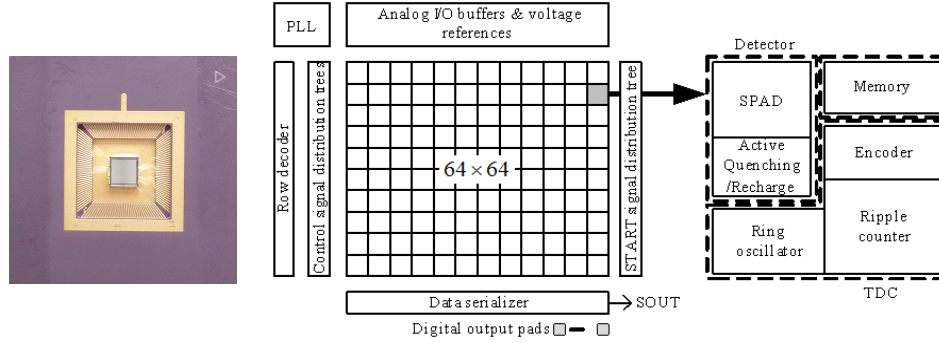 PLL
Analog I/O buffers & voltage
references
Row decoder
Control signal distribution trees
64 × 64
START signal distribution tree
Data serializer
SOUT
Digital output pads
Detector
SPAD
Active
Quenching
/Recharge
Memory
Encoder
Ring
oscillator
Ripple
counter
TDC